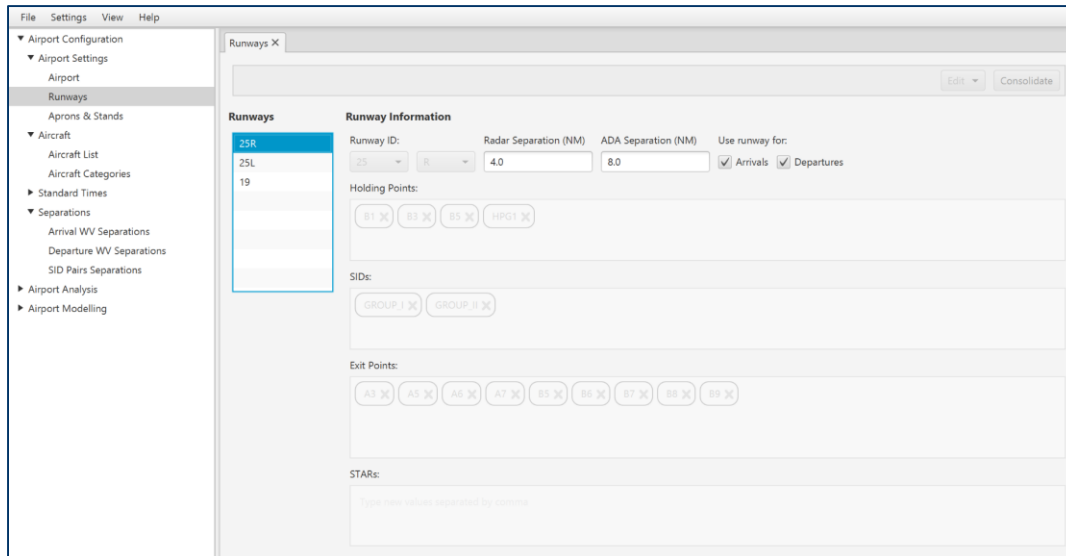 File Settings View Help
Airport Configuration
Airport Settings
Airport
Runways
Aprons & Stands
Aircraft
Aircraft List
Aircraft Categories
Standard Times
Separations
Arrival WV Separations
Departure WV Separations
SID Pairs Separations
Airport Analysis
Airport Modelling
Runways
Edit Consolidate
Runways
25R
25L
19
Runway Information
Runway ID: Radar Separation (NM) ADA Separation (NM) Use runway for:
25 R 4.0 8.0 Arrivals Departures
Holding Points:
B1 B3 B5 HPG1
SIDs:
GROUP_I GROUP_II
Exit Points:
A3 A5 A6 A7 B5 B6 B7 B8 B9
STARs:
Type new values separated by comma